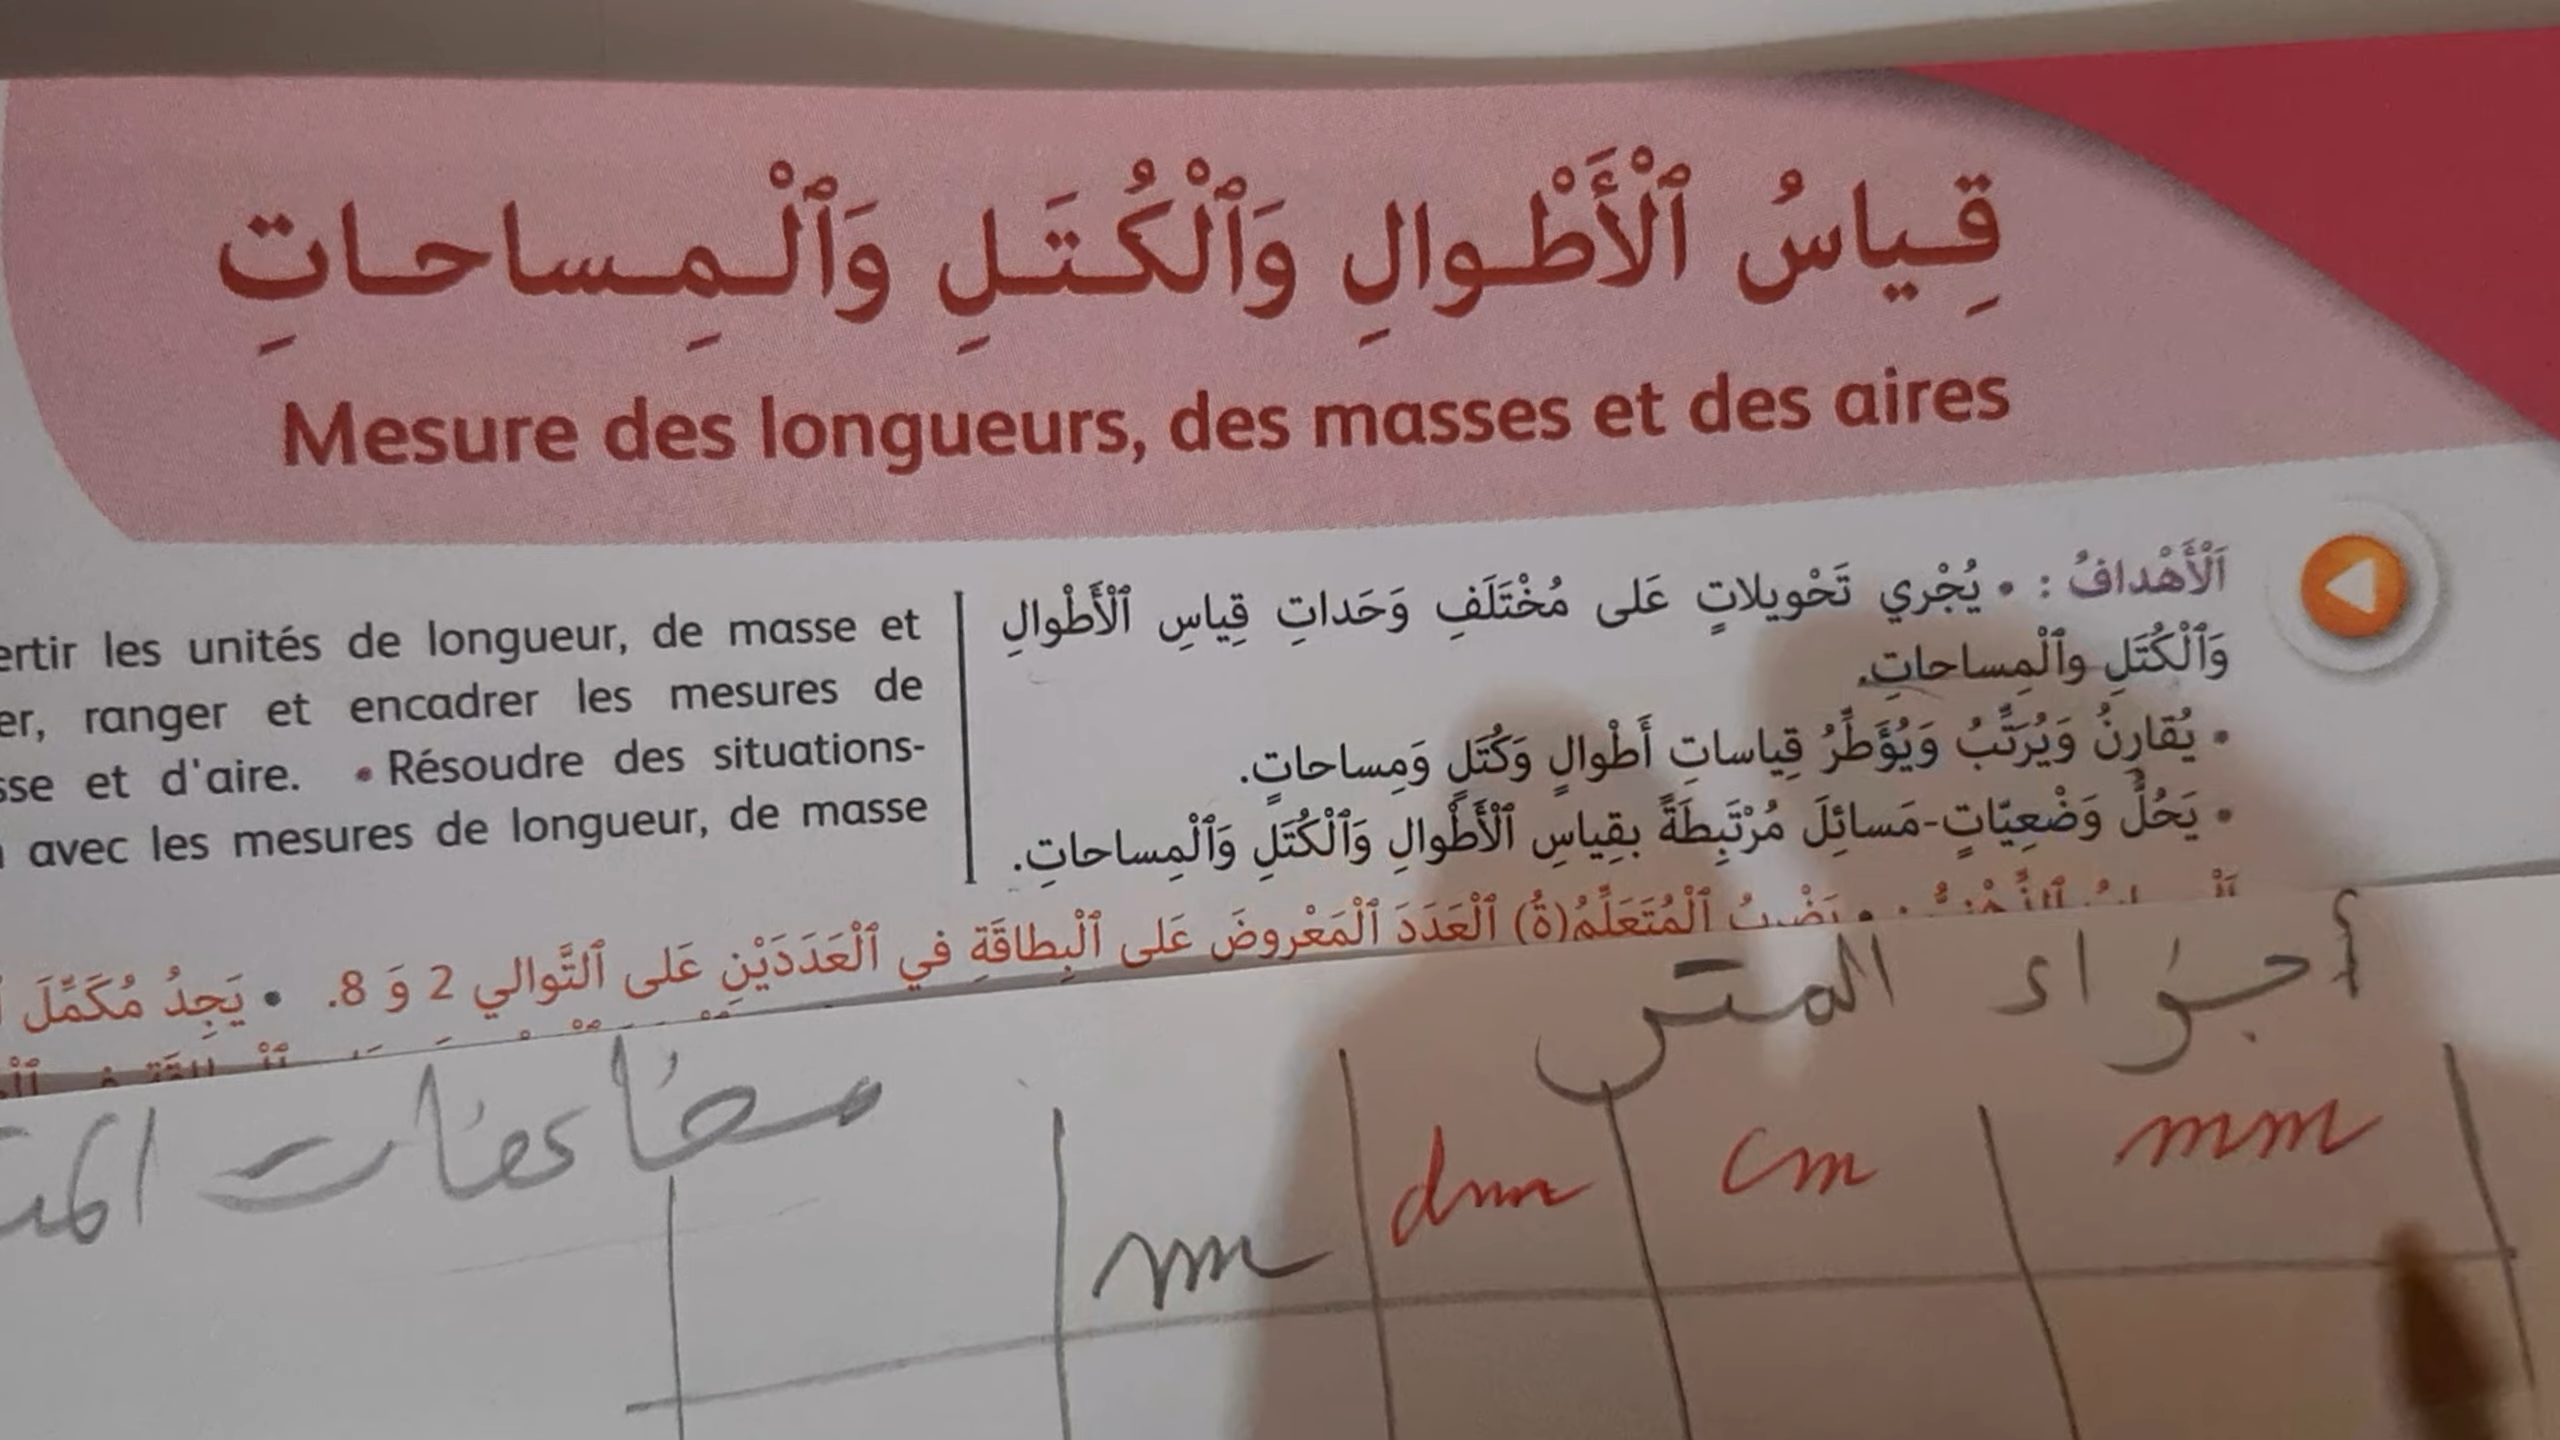 قِيَاسُ ٱلْأَطْوالِ وَٱلْكُتَلِ وَٱلْمِساحاتِ
Mesure des longueurs, des masses et des aires
ٱلْأَهْدافُ : • يُجْري تَحْويلاتٍ عَلى مُخْتَلَفِ وَحَداتِ قِياسِ ٱلْأَطْوالِ
وَٱلْكُتَلِ وٱلْمِساحاتِ.
• يُقارِنُ وَيُرَتِّبُ وَيُؤَطِّرُ قِياساتِ أَطْوالٍ وَكُتَلٍ وَمِساحاتٍ.
• يَحُلُّ وَضْعِيّاتٍ-مَسائِلَ مُرْتَبِطَةً بقِياسِ ٱلْأَطْوالِ وَٱلْكُتَلِ وَٱلْمِساحاتِ.
les unités de longueur, de masse et
ranger et encadrer les mesures de
et d'aire. • Résoudre des situations-
avec les mesures de longueur, de masse
ٱلْمُتَعَلِّمُ(ةُ) ٱلْعَدَدَ ٱلْمَعْروضَ عَلى ٱلْبِطاقَةِ في ٱلْعَدَدَيْنِ عَلى ٱلتَّوالي 2 وَ 8. • يَجِدُ مُكَمِّلَ
أجزاء المتر
مضاعفات
m dm cm mm